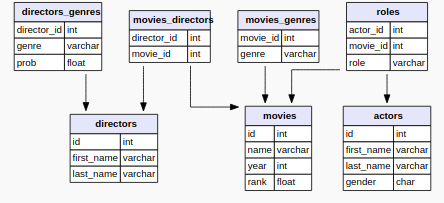 directors_genres
director_id int
genre varchar
prob float
movies_directors
director_id int
movie_id int
movies_genres
movie_id int
genre varchar
roles
actor_id int
movie_id int
role varchar
directors
id int
first_name varchar
last_name varchar
movies
id int
name varchar
year int
rank float
actors
id int
first_name varchar
last_name varchar
gender char